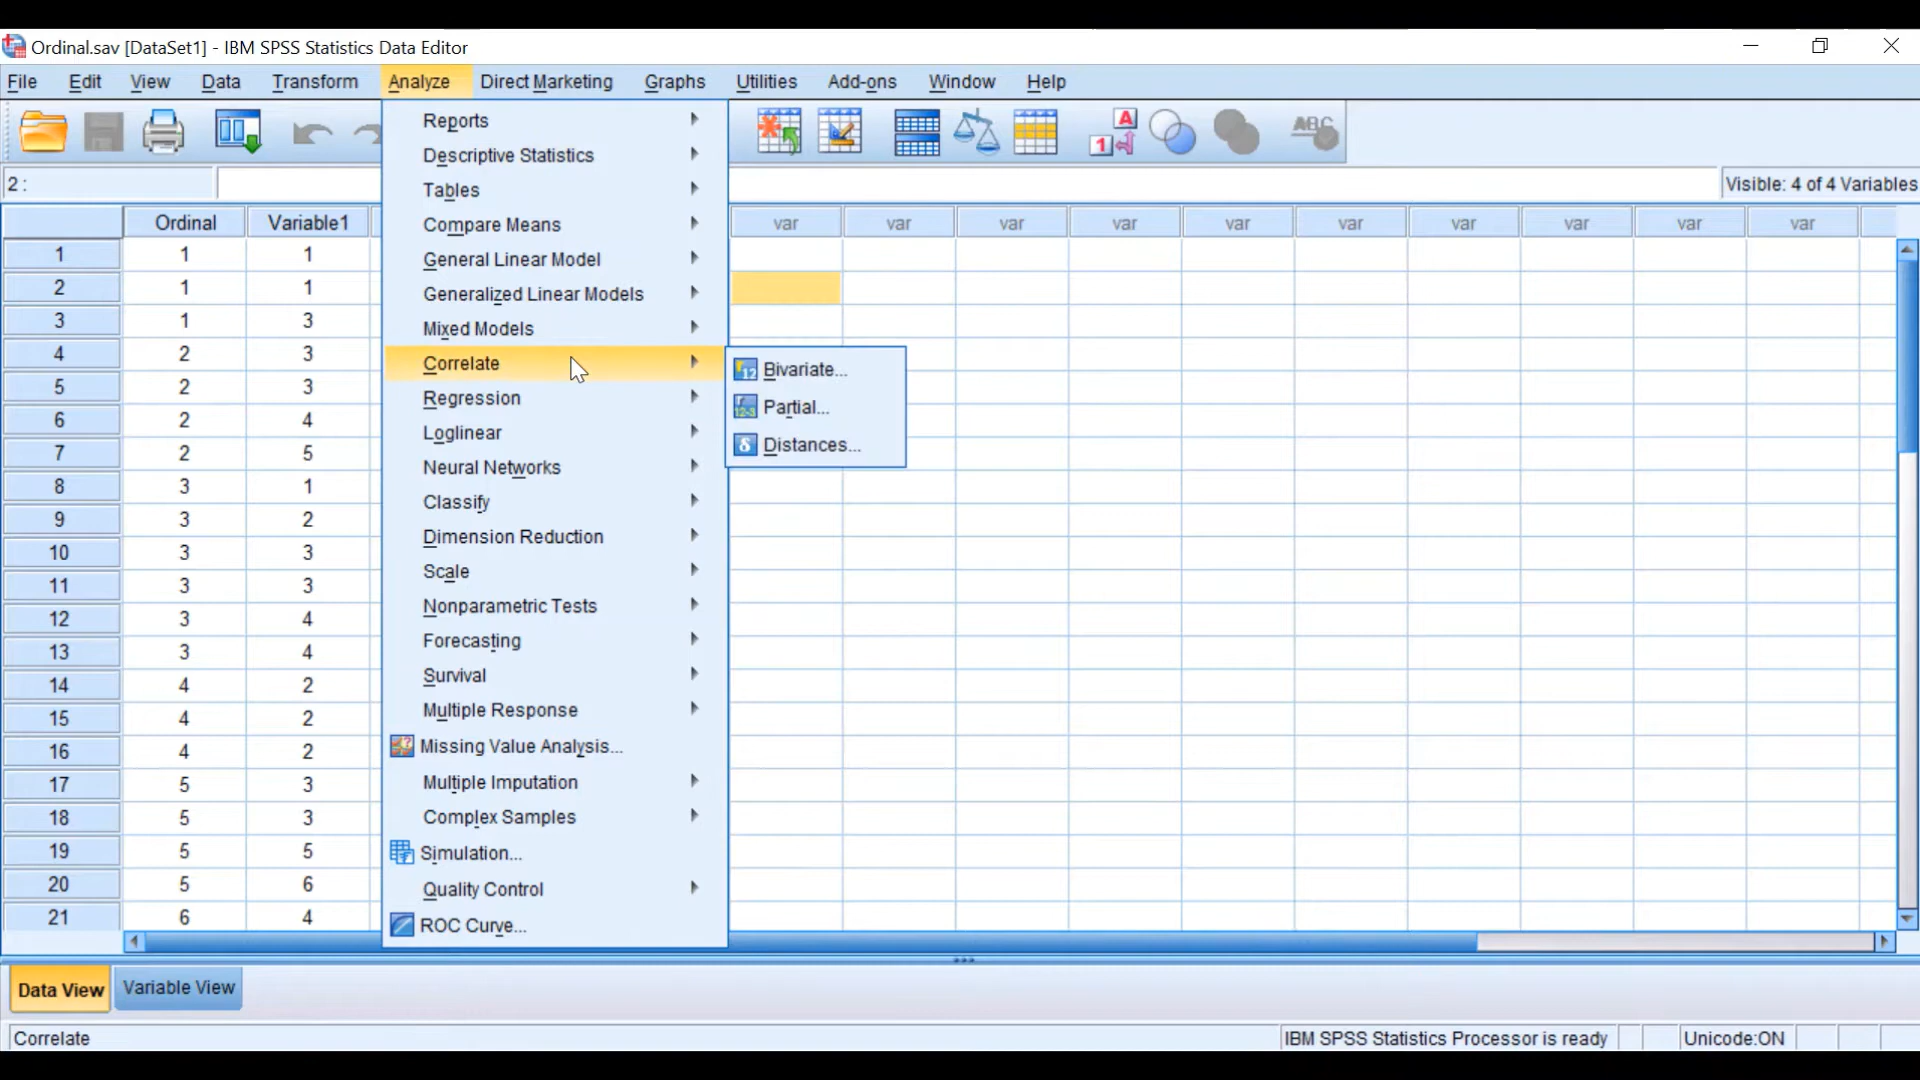 Ordinal.sav [DataSet1] - IBM SPSS Statistics Data Editor
File Edit View Data Transform Analyze Direct Marketing Graphs Utilities Add-ons Window Help
A
1
ABC
2 :
Visible: 4 of 4 Variables
Ordinal Variable1 var var var var var var var var var var
1 1 1
2 1 1
3 1 3
4 2 3
5 2 3
6 2 4
7 2 5
8 3 1
9 3 2
10 3 3
11 3 3
12 3 4
13 3 4
14 4 2
15 4 2
16 4 2
17 5 3
18 5 3
19 5 5
20 5 6
21 6 4
Reports
Descriptive Statistics
Tables
Compare Means
General Linear Model
Generalized Linear Models
Mixed Models
Correlate
Regression
Loglinear
Neural Networks
Classify
Dimension Reduction
Scale
Nonparametric Tests
Forecasting
Survival
Multiple Response
Missing Value Analysis...
Multiple Imputation
Complex Samples
Simulation...
Quality Control
ROC Curve...
12 Bivariate...
12-3 Partial...
δ Distances...
Data View Variable View
Correlate
IBM SPSS Statistics Processor is ready
Unicode:ON